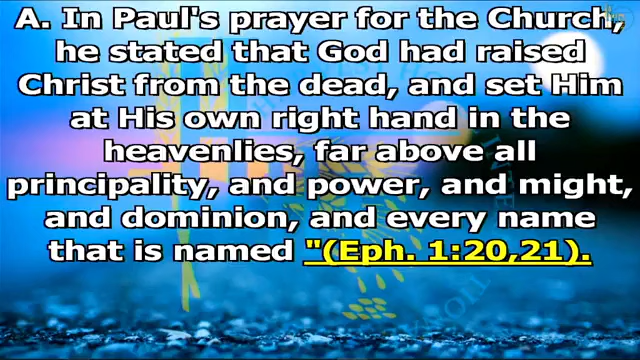 A. In Paul's prayer for the Church,
he stated that God had raised
Christ from the dead, and set Him
at His own right hand in the
heavenlies, far above all
principality, and power, and might,
and dominion, and every name
that is named "(Eph. 1:20,21).